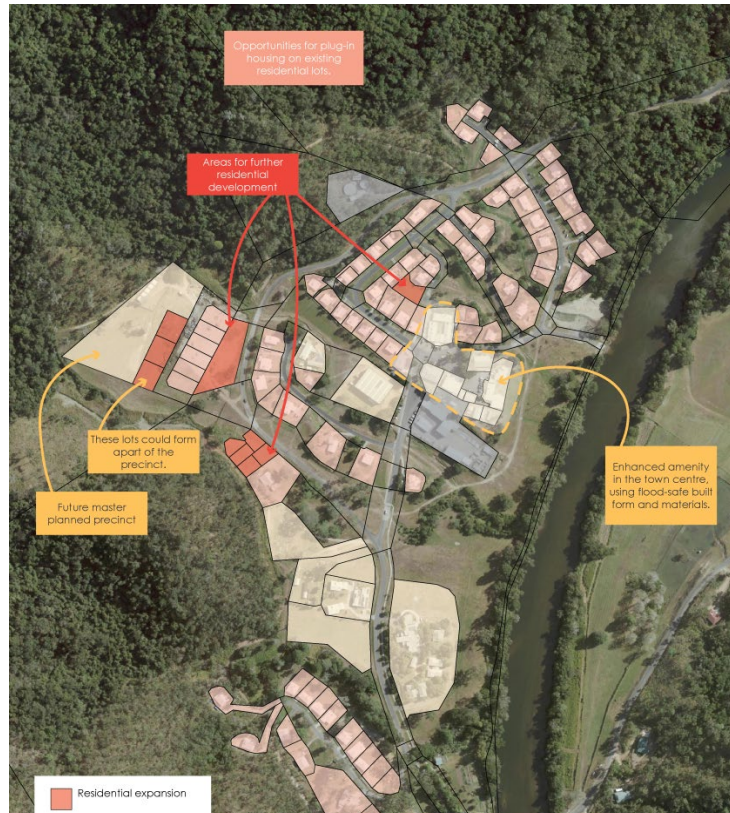 Opportunities for plug-in
housing on existing
residential lots.
Areas for further
residential
development
These lots could form
apart of the
precinct.
Future master
planned precinct
Enhanced amenity
in the town centre,
using flood-safe built
form and materials.
Residential expansion